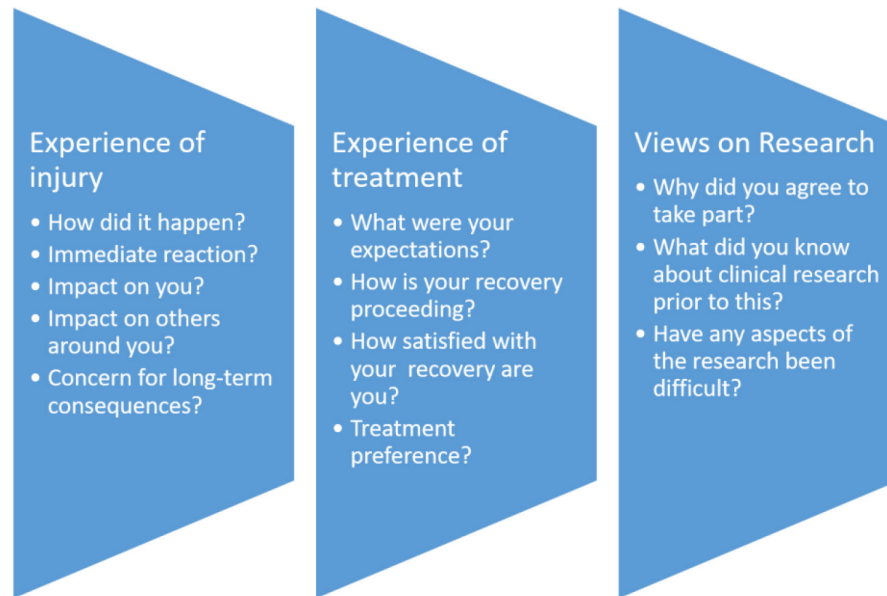 Experience of
injury
• How did it happen?
• Immediate reaction?
• Impact on you?
• Impact on others
around you?
• Concern for long-term
consequences?
Experience of
treatment
• What were your
expectations?
• How is your recovery
proceeding?
• How satisfied with
your recovery are
you?
• Treatment
preference?
Views on Research
• Why did you agree to
take part?
• What did you know
about clinical research
prior to this?
• Have any aspects of
the research been
difficult?